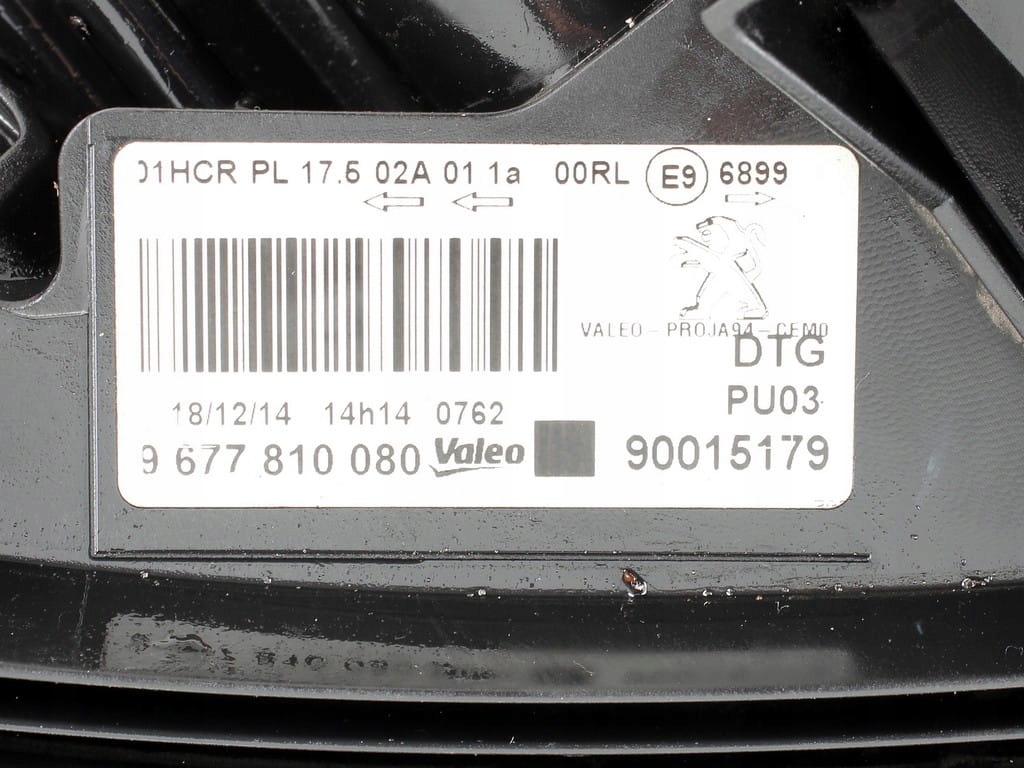 01HCR PL 17.5 02A 01 1a 00RL E9 6899
VALEO - PROJA94 - CEMO
DTG
PU03
18/12/14 14h14 0762
9 677 810 080 Valeo 90015179